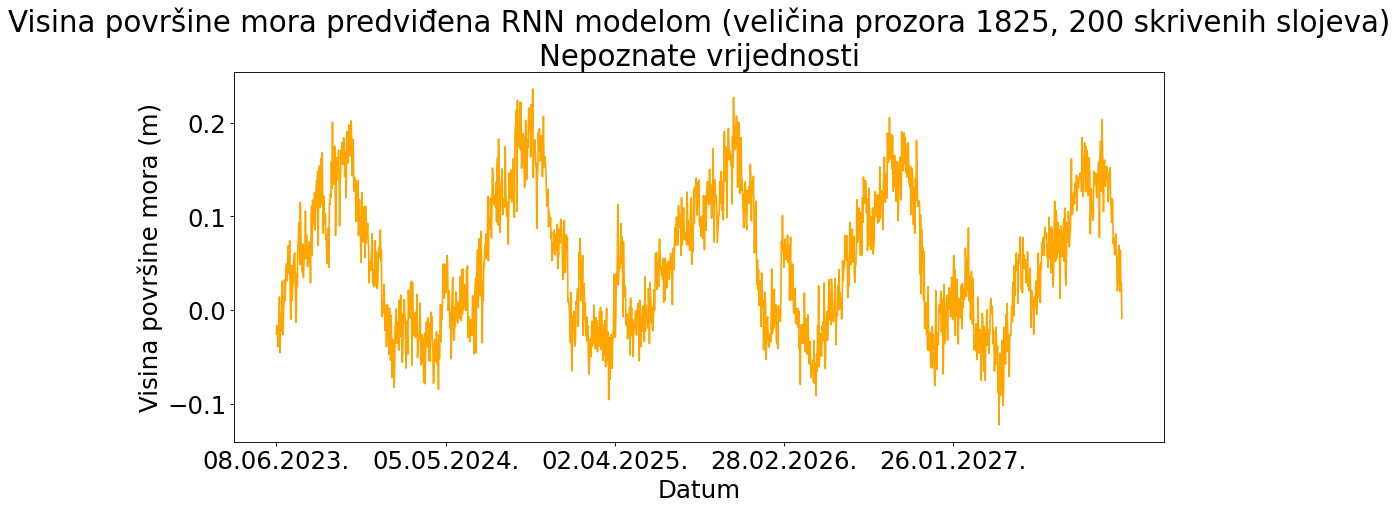 Visina površine mora predviđena RNN modelom (veličina prozora 1825, 200 skrivenih slojeva)
Nepoznate vrijednosti
Visina površine mora (m)
0.2
0.1
0.0
−0.1
08.06.2023. 05.05.2024. 02.04.2025. 28.02.2026. 26.01.2027.
Datum